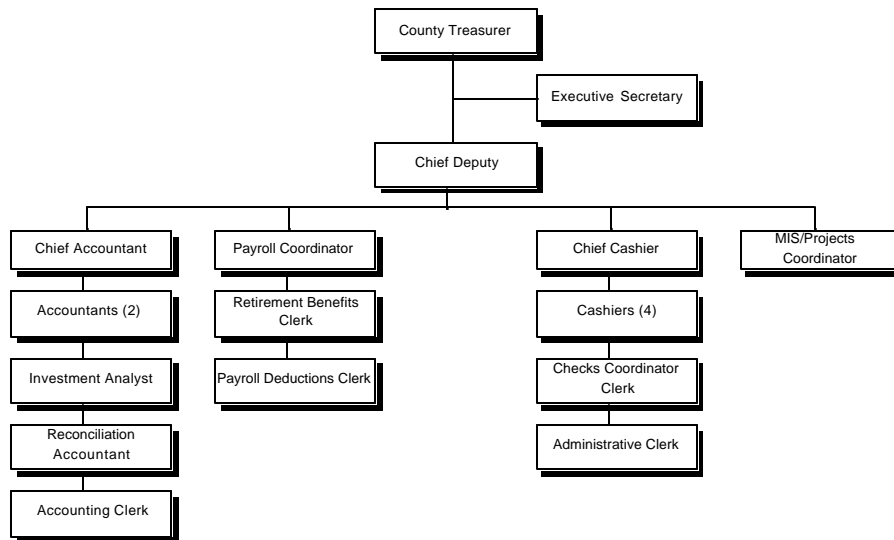 County Treasurer
Executive Secretary
Chief Deputy
Chief Accountant
Payroll Coordinator
Chief Cashier
MIS/Projects
Coordinator
Accountants (2)
Retirement Benefits
Clerk
Cashiers (4)
Investment Analyst
Payroll Deductions Clerk
Checks Coordinator
Clerk
Reconciliation
Accountant
Administrative Clerk
Accounting Clerk